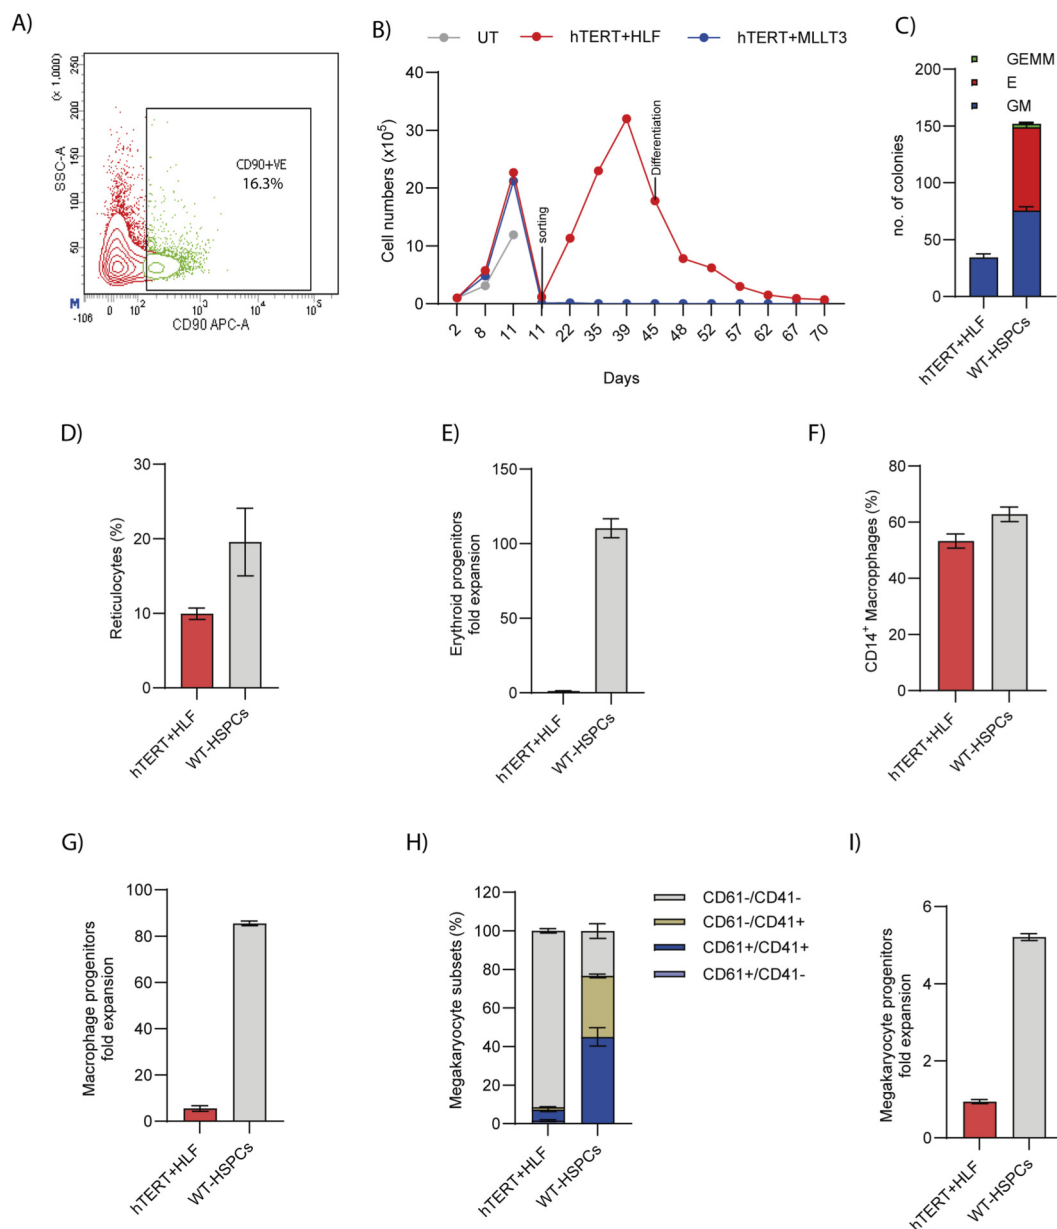 A)
(x 1,000)
SSC-A
250
200
150
100
50
CD90+VE
16.3%
M
-106
10²
10³
10⁴
10⁵
CD90 APC-A
B)
UT
hTERT+HLF
hTERT+MLLT3
Cell numbers (x10⁵)
40
30
20
10
0
sorting
Differentiation
2 8 11 11 22 35 39 45 48 52 57 62 67 70
Days
C)
GEMM
E
GM
no. of colonies
200
150
100
50
0
hTERT+HLF
WT-HSPCs
D)
Reticulocytes (%)
30
20
10
0
hTERT+HLF
WT-HSPCs
E)
Erythroid progenitors
fold expansion
150
100
50
0
hTERT+HLF
WT-HSPCs
F)
CD14⁺ Macropphages (%)
80
60
40
20
0
hTERT+HLF
WT-HSPCs
G)
Macrophage progenitors
fold expansion
100
80
60
40
20
0
hTERT+HLF
WT-HSPCs
H)
Megakaryocyte subsets (%)
120
100
80
60
40
20
0
hTERT+HLF
WT-HSPCs
CD61-/CD41-
CD61-/CD41+
CD61+/CD41+
CD61+/CD41-
I)
Megakaryocyte progenitors
fold expansion
6
4
2
0
hTERT+HLF
WT-HSPCs